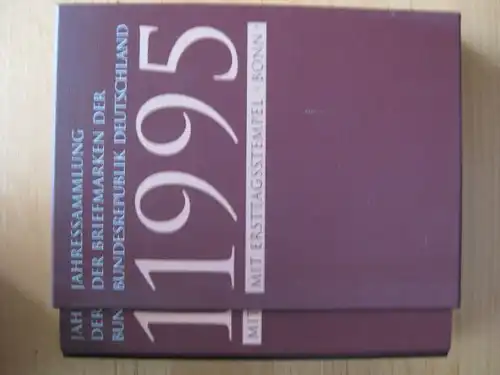 JAHRESSAMMLUNG
DER BRIEFMARKEN DER
BUNDESREPUBLIK DEUTSCHLAND
1995
MIT ERSTTAGSSTEMPEL · BONN ·
JAH
DER
BUN
1
MIT